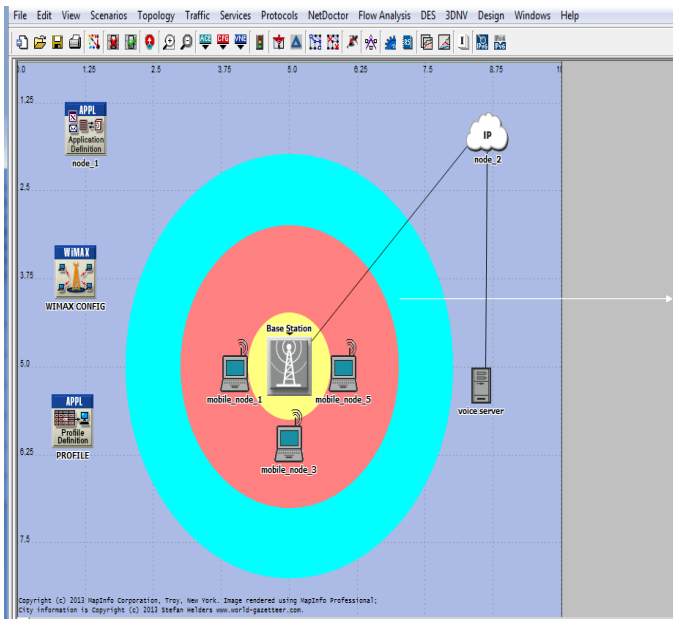 File Edit View Scenarios Topology Traffic Services Protocols NetDoctor Flow Analysis DES 3DNV Design Windows Help
ACE CFG VNE
0.0 1.25 2.5 3.75 5.0 6.25 7.5 8.75 10
1.25
APPL
Application
Definition
node_1
IP
node_2
2.5
WiMAX
WIMAX CONFIG
3.75
Base Station
5.0
mobile_node_1
mobile_node_5
voice server
APPL
Profile
Definition
PROFILE
mobile_node_3
6.25
7.5
Copyright (c) 2013 MapInfo Corporation, Troy, New York. Image rendered using MapInfo Professional;
City information is Copyright (c) 2013 Stefan Helders www.world-gazetteer.com.